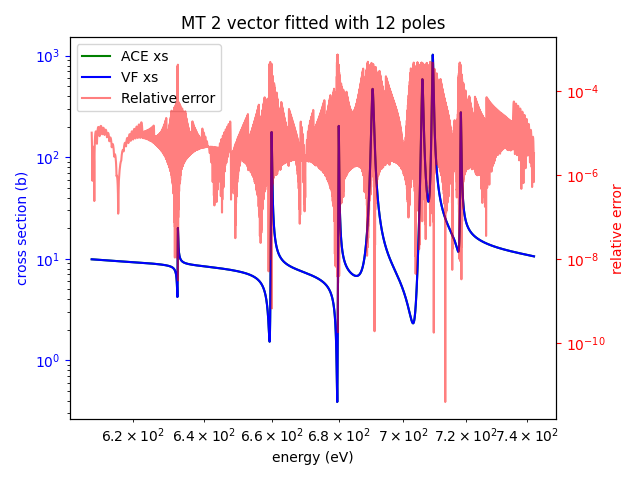 MT 2 vector fitted with 12 poles
ACE xs
VF xs
Relative error
cross section (b)
10³
10²
10¹
10⁰
relative error
10⁻⁴
10⁻⁶
10⁻⁸
10⁻¹⁰
6.2 × 10² 6.4 × 10² 6.6 × 10² 6.8 × 10² 7 × 10² 7.2 × 10² 7.4 × 10²
energy (eV)